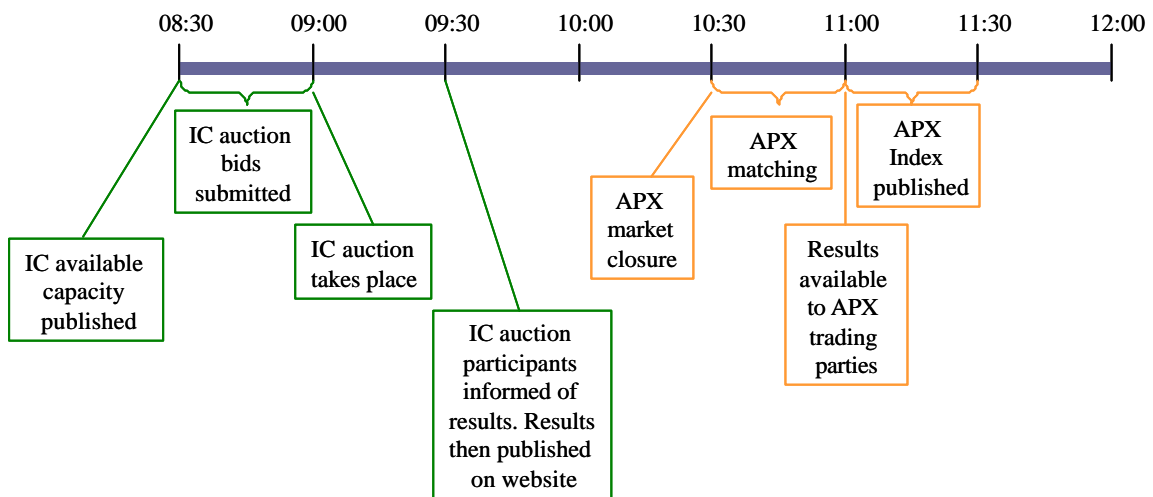 08:30 09:00 09:30 10:00 10:30 11:00 11:30 12:00
IC auction
bids
submitted
APX
matching
APX
Index
published
APX
market
closure
IC available
capacity
published
IC auction
takes place
Results
available
to APX
trading
parties
IC auction
participants
informed of
results. Results
then published
on website